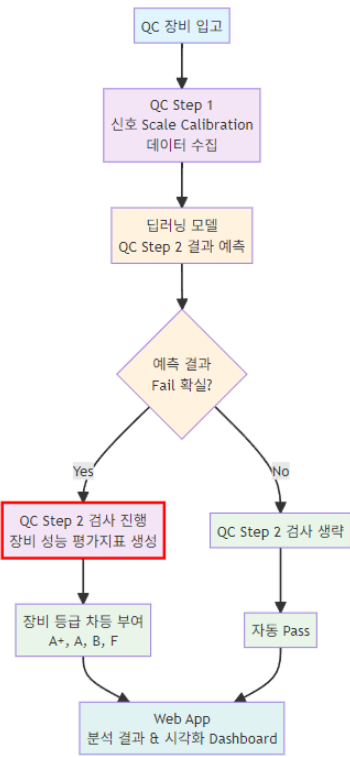 QC 장비 입고
QC Step 1
신호 Scale Calibration
데이터 수집
딥러닝 모델
QC Step 2 결과 예측
예측 결과
Fail 확실?
Yes
No
QC Step 2 검사 진행
장비 성능 평가지표 생성
QC Step 2 검사 생략
장비 등급 차등 부여
A+, A, B, F
자동 Pass
Web App
분석 결과 & 시각화 Dashboard